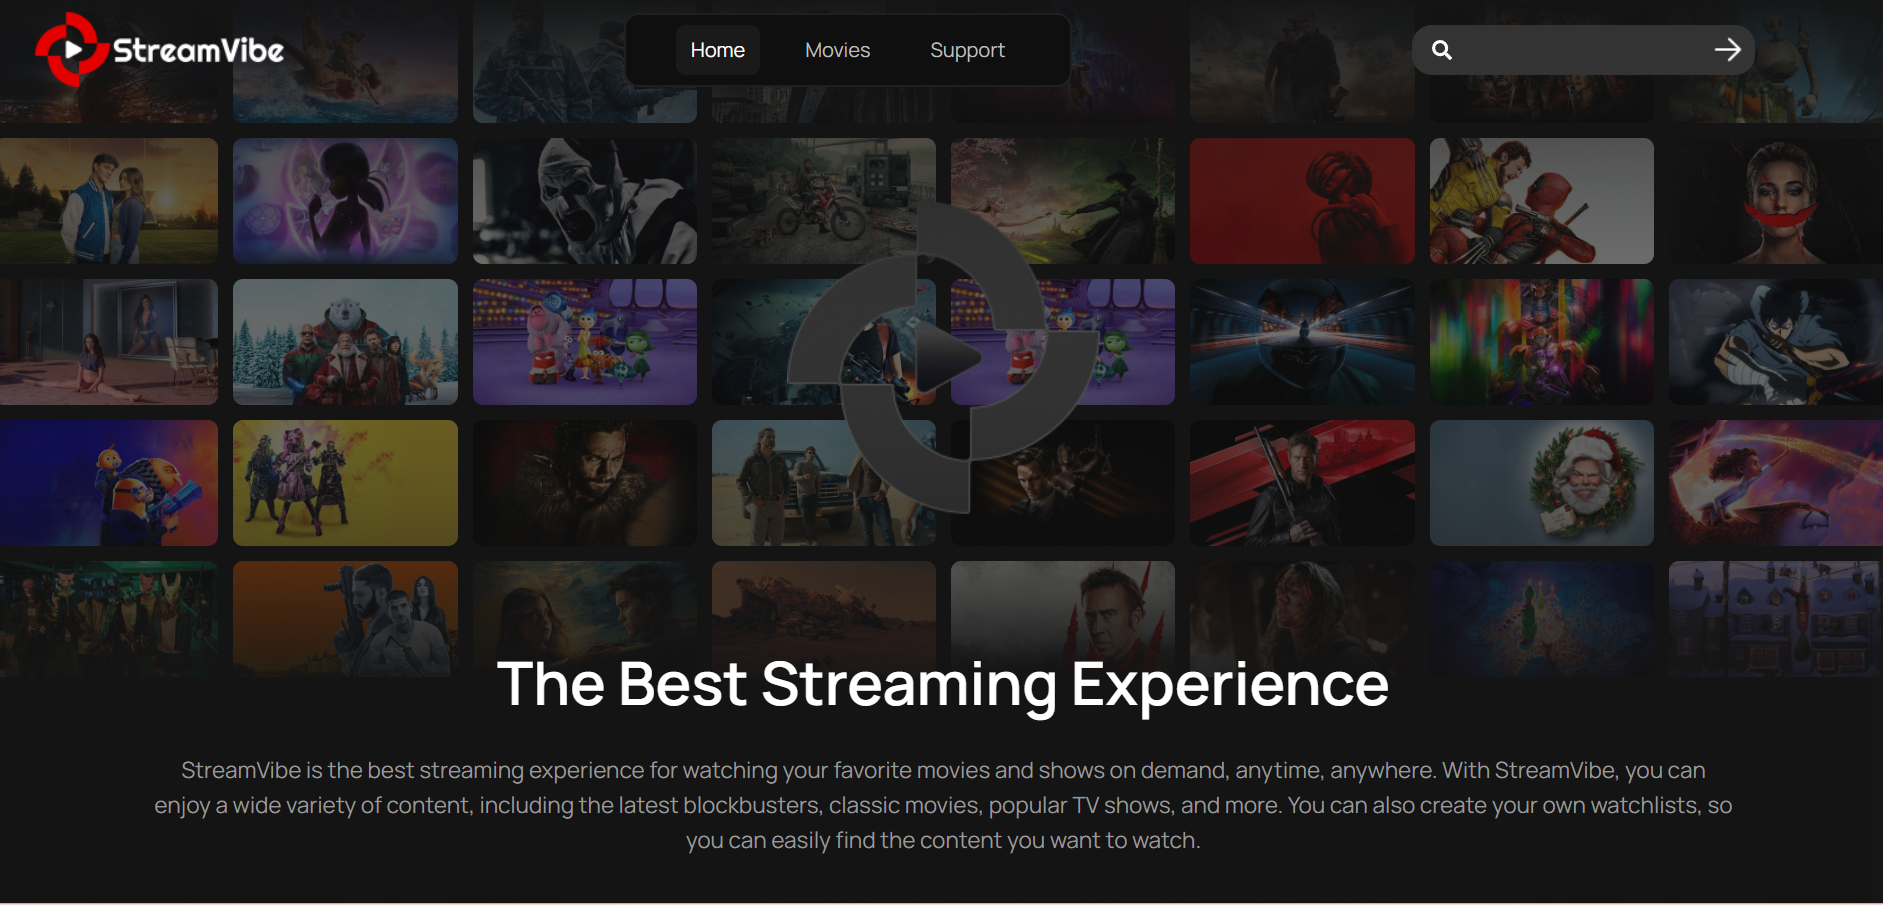 StreamVibe
Home
Movies
Support
The Best Streaming Experience
StreamVibe is the best streaming experience for watching your favorite movies and shows on demand, anytime, anywhere. With StreamVibe, you can
enjoy a wide variety of content, including the latest blockbusters, classic movies, popular TV shows, and more. You can also create your own watchlists, so
you can easily find the content you want to watch.